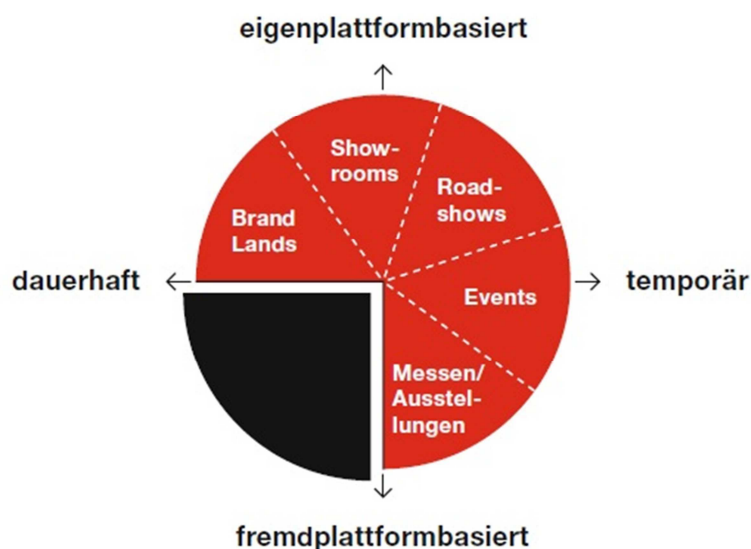 eigenplattformbasiert
Show-
rooms
Road-
shows
Brand
Lands
dauerhaft
temporär
Events
Messen/
Ausstel-
lungen
fremdplattformbasiert